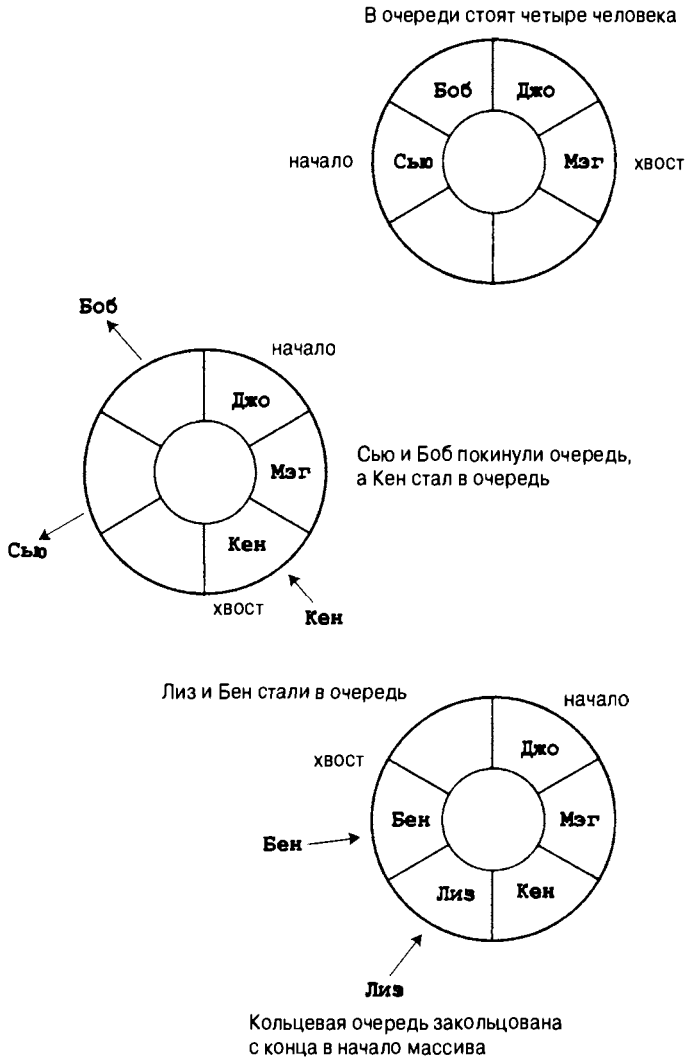 В очереди стоят четыре человека
Боб Джо
начало Сью Мэг хвост
Боб
начало
Джо
Мэг
Сью и Боб покинули очередь,
а Кен стал в очередь
Сью
Кен
хвост
Кен
Лиз и Бен стали в очередь
начало
Джо
хвост
Бен Бен Мэг
Лиз Кен
Лиз
Кольцевая очередь закольцована
с конца в начало массива